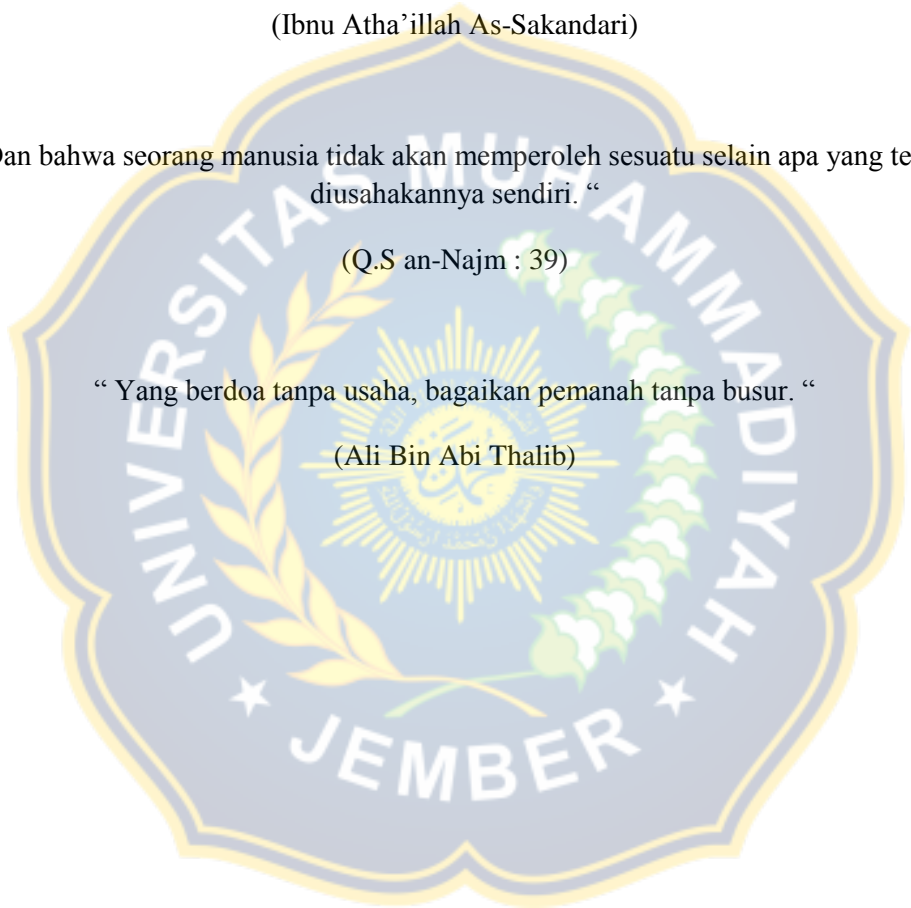 (Ibnu Atha’illah As-Sakandari)
Dan bahwa seorang manusia tidak akan memperoleh sesuatu selain apa yang te
diusahakannya sendiri. “
(Q.S an-Najm : 39)
“ Yang berdoa tanpa usaha, bagaikan pemanah tanpa busur. “
(Ali Bin Abi Thalib)
UNIVERSITAS MUHAMMADIYAH
JEMBER